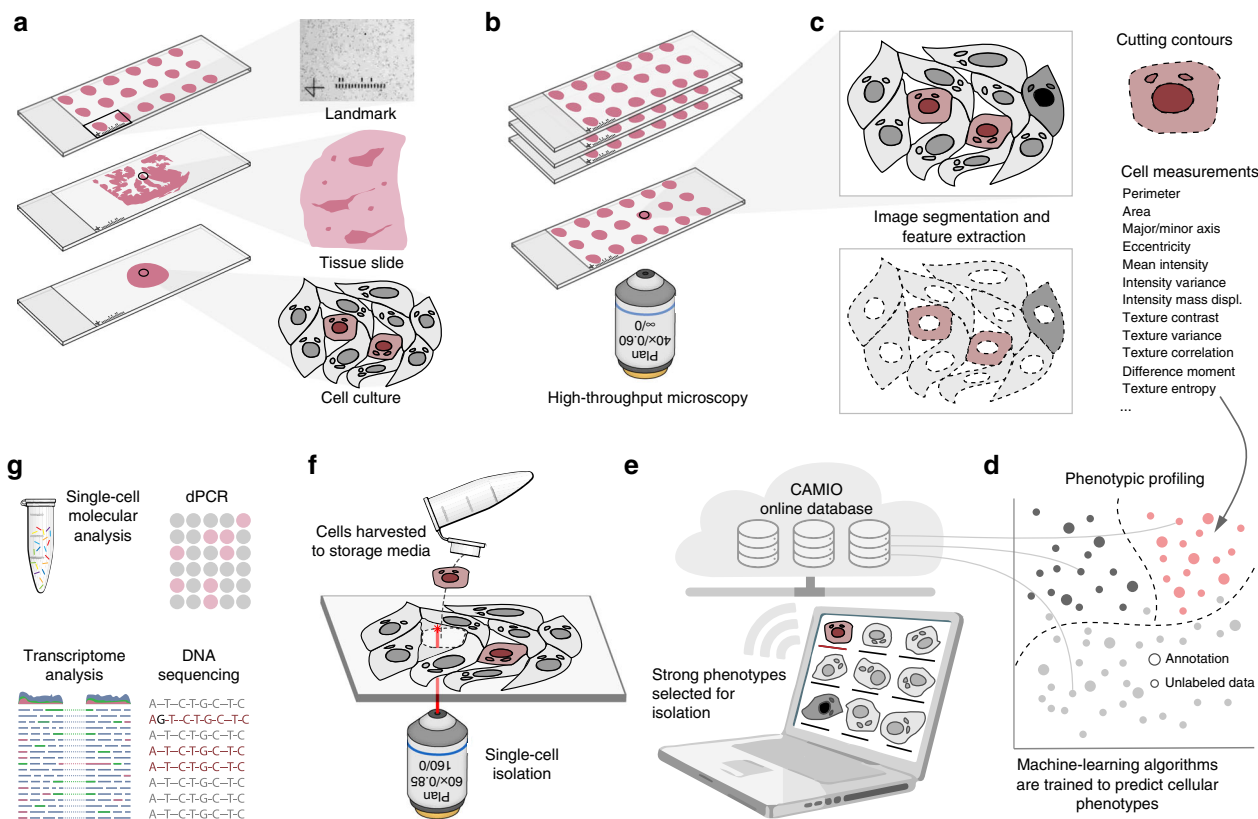 a
Landmark
Tissue slide
Cell culture
b
Plan
40×/0.60
∞/0
High-throughput microscopy
c
Image segmentation and
feature extraction
Cutting contours
Cell measurements
Perimeter
Area
Major/minor axis
Eccentricity
Mean intensity
Intensity variance
Intensity mass displ.
Texture contrast
Texture variance
Texture correlation
Difference moment
Texture entropy
...
g
Single-cell
molecular
analysis
dPCR
Transcriptome
analysis
DNA
sequencing
A–T–C–T–G–C–T–C
AG-T--C-T-G-C-T-C
A–T–C–T–G–C–T–C
A–T–C–T–G–C–T–C
A–T–C–T–G–C–T–C
A–T–C–T–G–C–T–C
A–T–C–T–G–C–T–C
A–T–C–T–G–C–T–C
f
Cells harvested
to storage media
Plan
60×/0.85
160/0
Single-cell
isolation
e
CAMIO
online database
Strong phenotypes
selected for
isolation
d
Phenotypic profiling
Annotation
Unlabeled data
Machine-learning algorithms
are trained to predict cellular
phenotypes